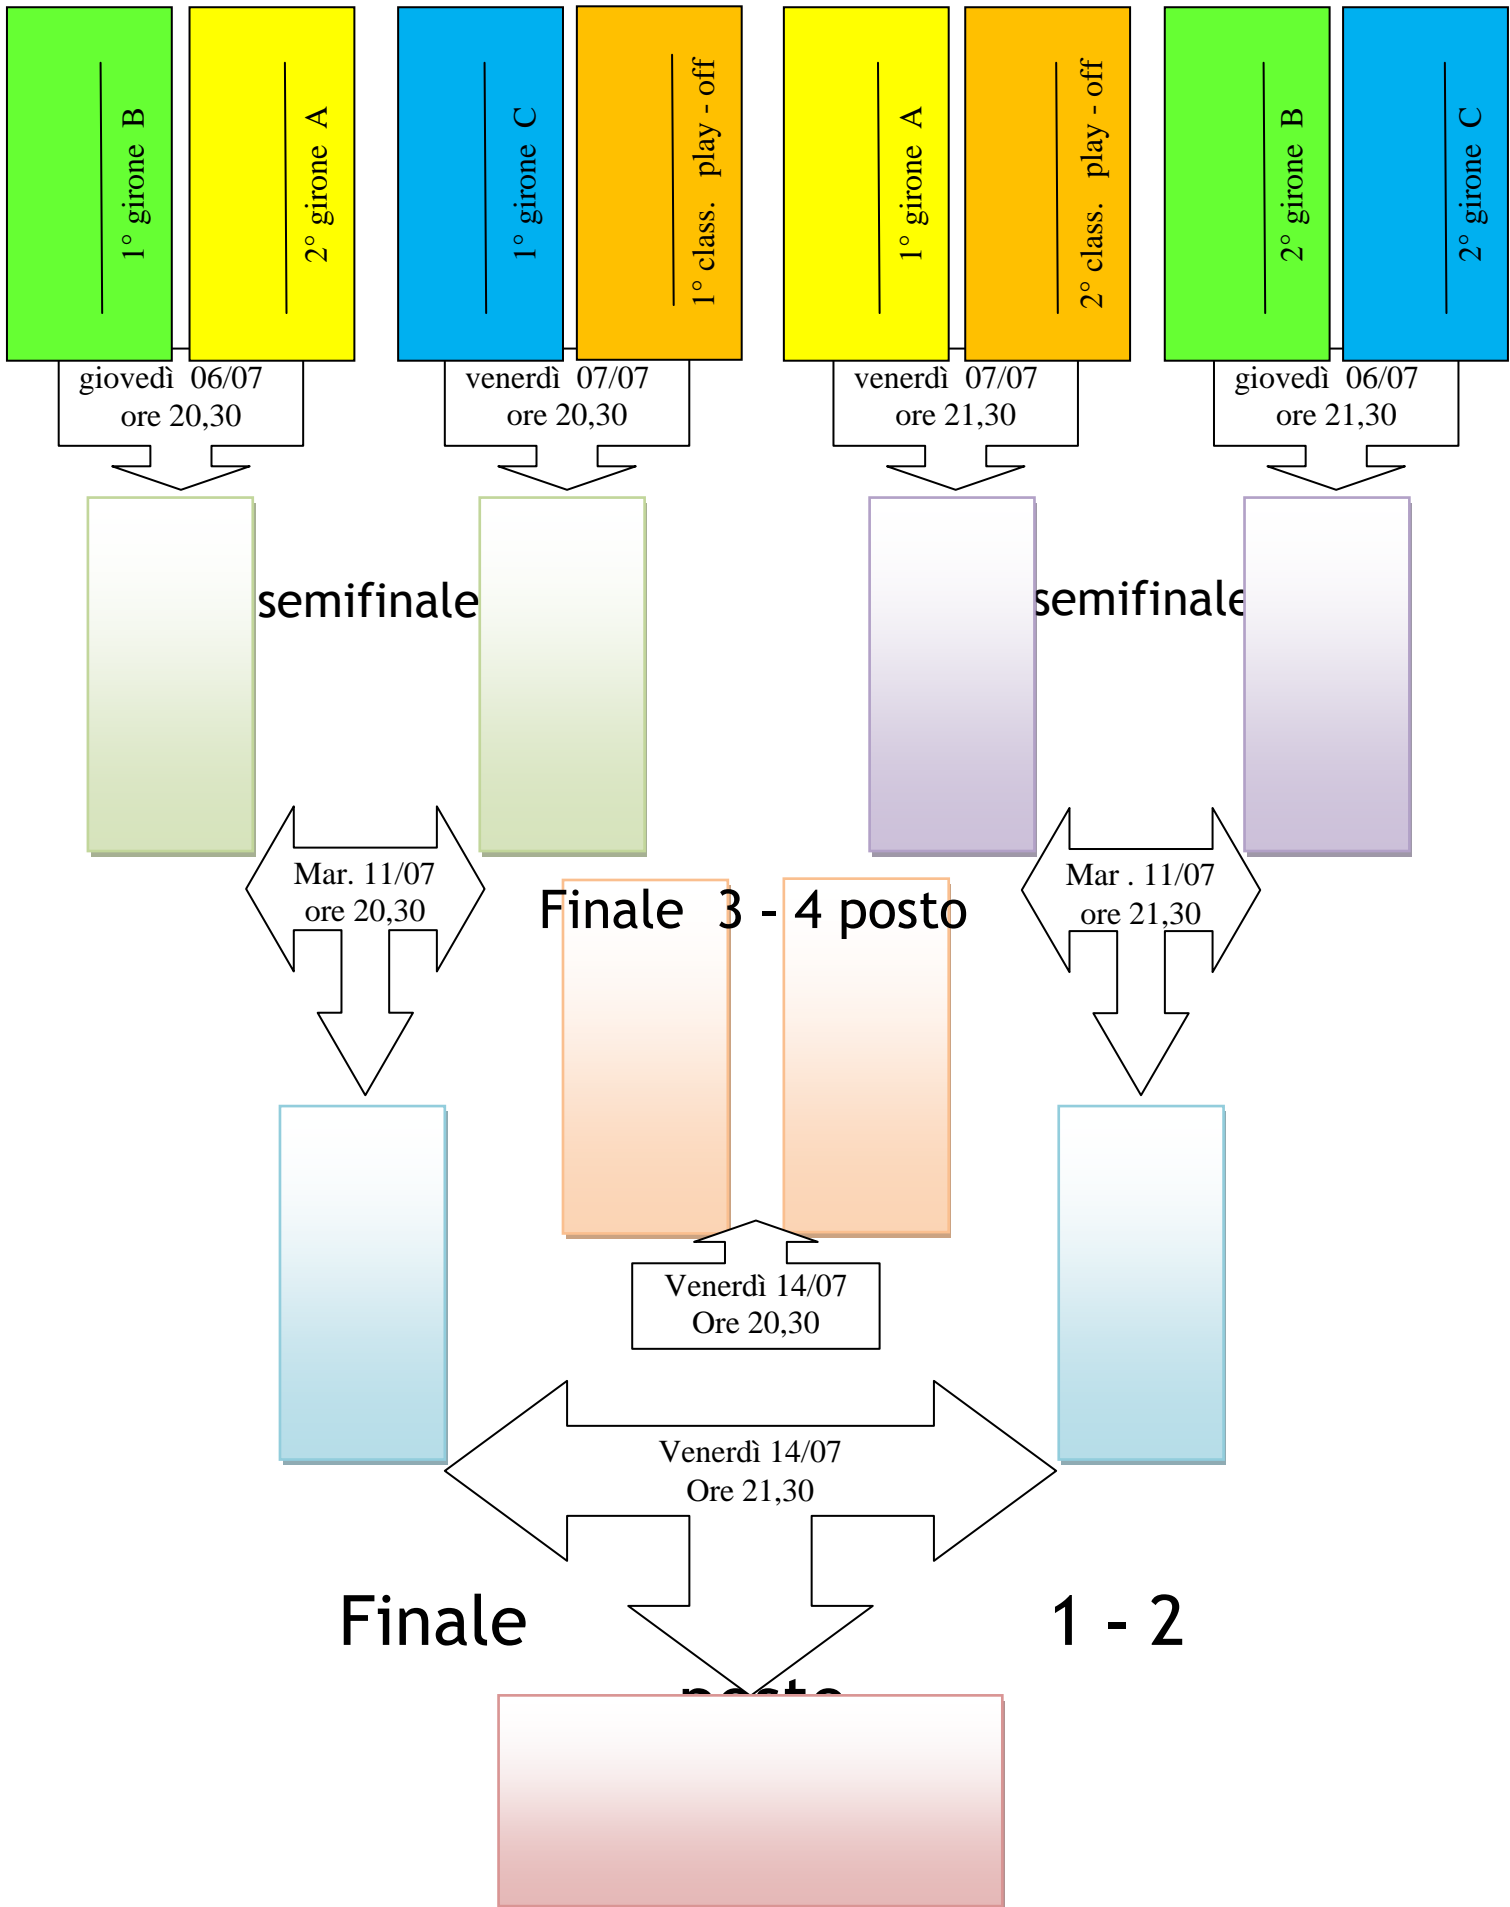 1° girone B
2° girone A
1° girone C
1° class. play - off
1° girone A
2° class. play - off
2° girone B
2° girone C
giovedì 06/07
ore 20,30
venerdì 07/07
ore 20,30
venerdì 07/07
ore 21,30
giovedì 06/07
ore 21,30
semifinale
semifinale
Mar. 11/07
ore 20,30
Finale 3 - 4 posto
Mar . 11/07
ore 21,30
Venerdì 14/07
Ore 20,30
Venerdì 14/07
Ore 21,30
Finale 1 - 2
posto